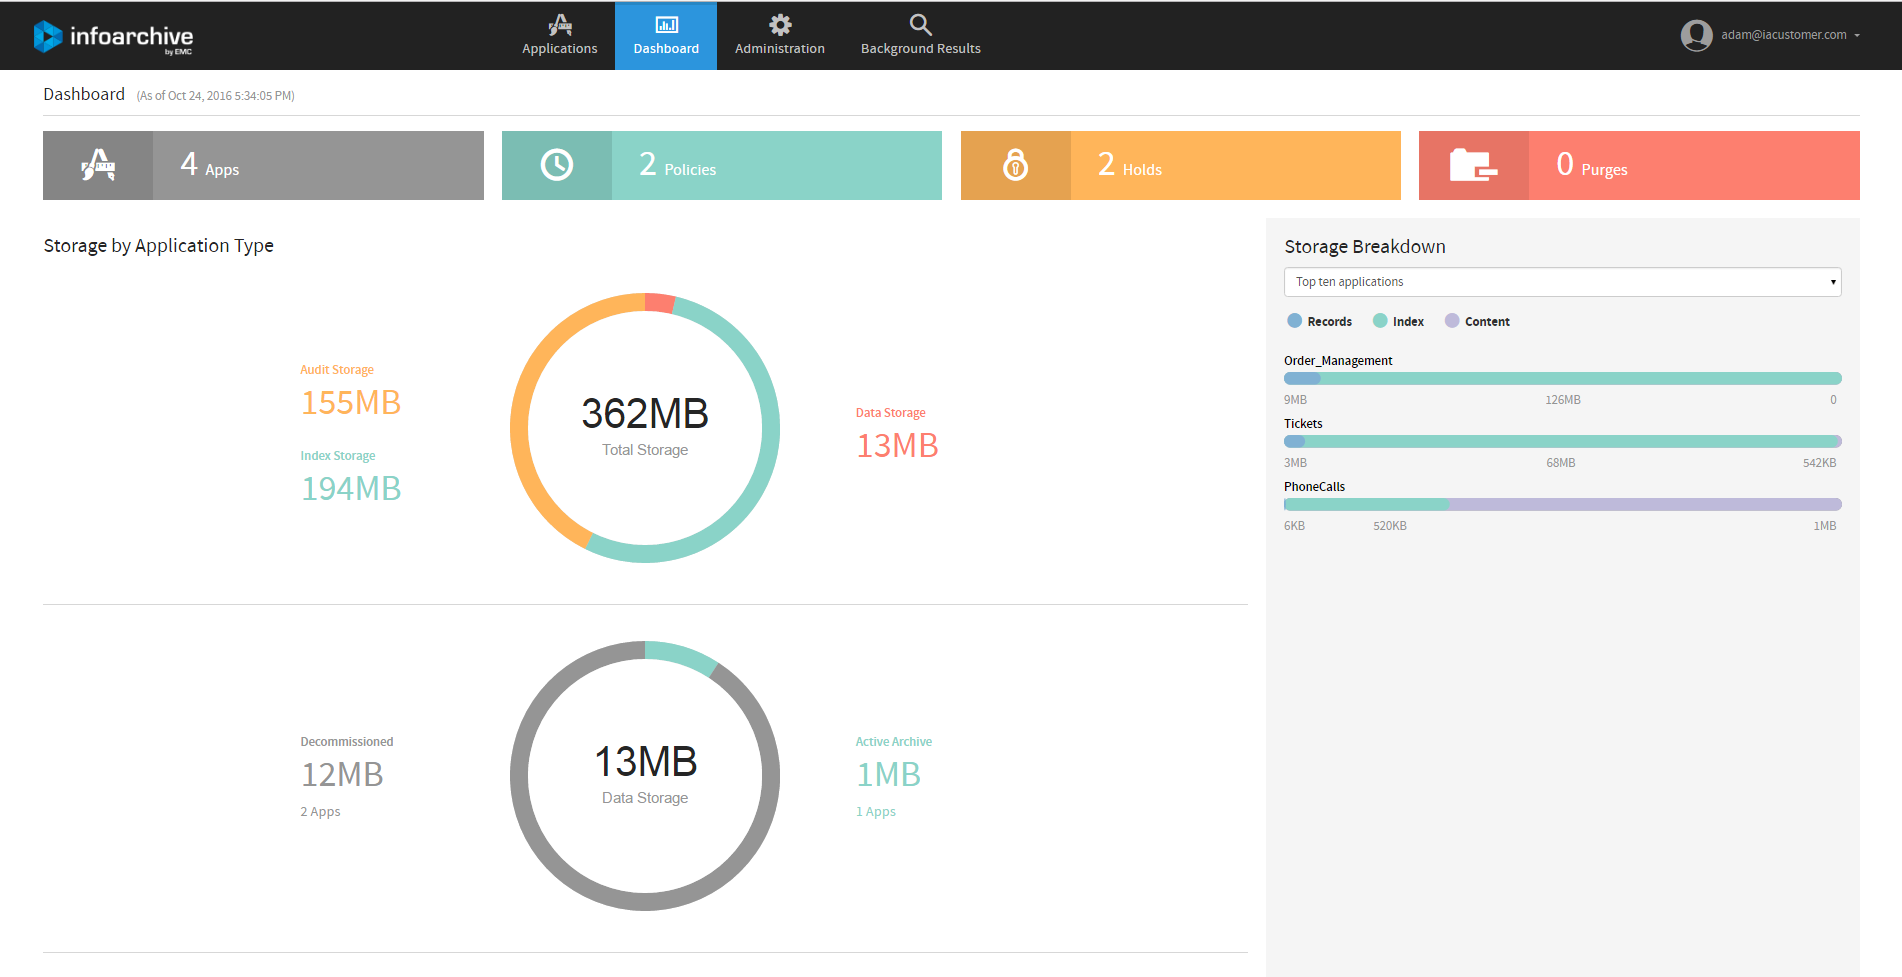 infoarchive
by EMC
Applications
Dashboard
Administration
Background Results
adam@iacustomer.com
Dashboard (As of Oct 24, 2016 5:34:05 PM)
4 Apps
2 Policies
2 Holds
0 Purges
Storage by Application Type
Audit Storage
155MB
Index Storage
194MB
362MB
Total Storage
Data Storage
13MB
Decommissioned
12MB
2 Apps
13MB
Data Storage
Active Archive
1MB
1 Apps
Storage Breakdown
Top ten applications
Records Index Content
Order_Management
9MB 126MB 0
Tickets
3MB 68MB 542KB
PhoneCalls
6KB 520KB 1MB